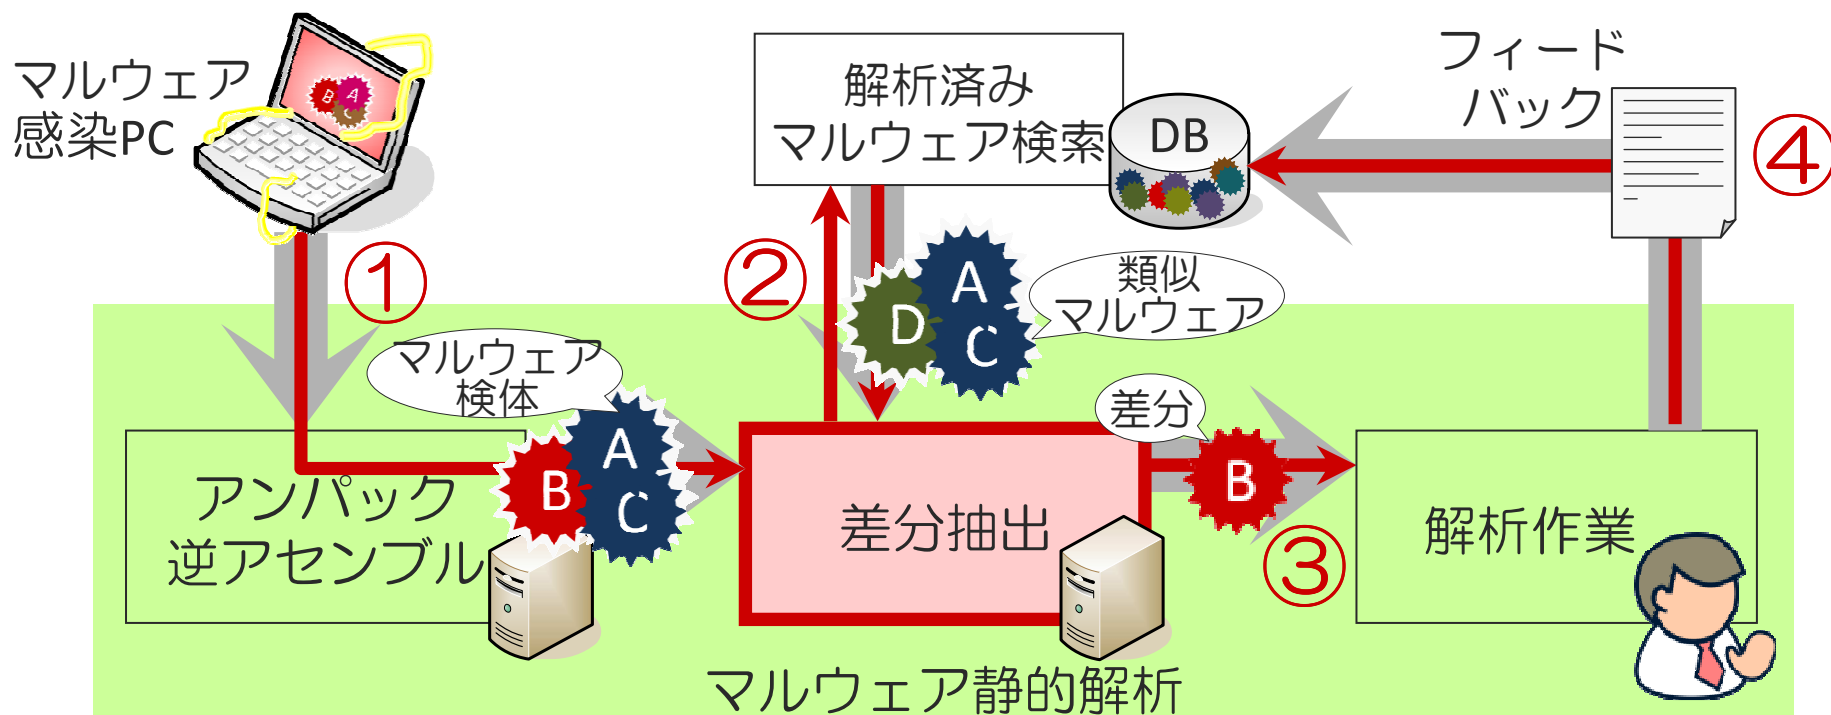 マルウェア
感染PC
B
A
C
①
解析済み
マルウェア検索
DB
フィード
バック
④
②
D
A
C
類似
マルウェア
マルウェア
検体
B
A
C
差分
B
③
アンパック
逆アセンブル
差分抽出
解析作業
マルウェア静的解析